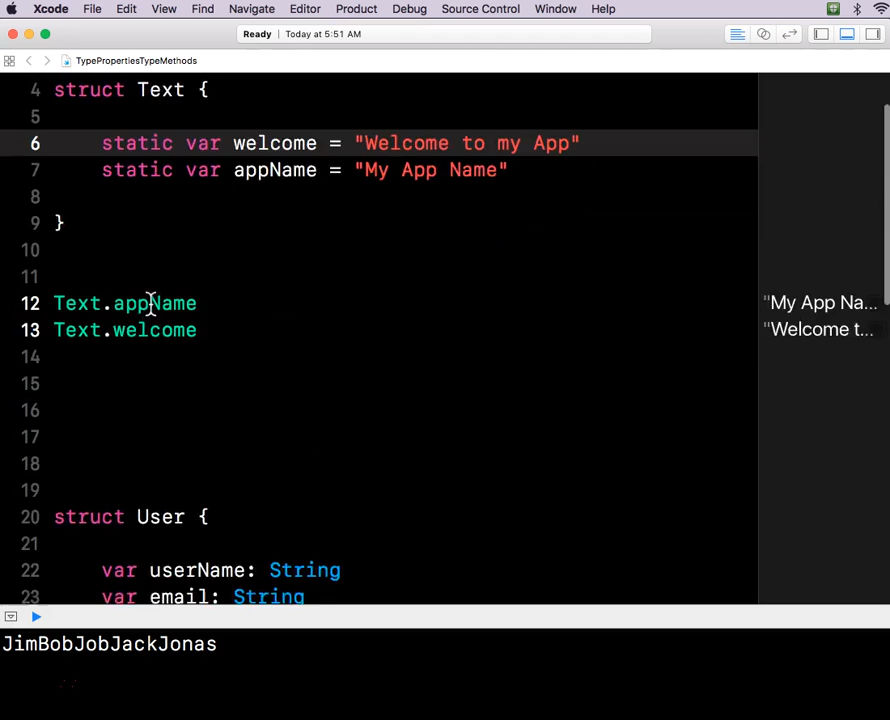 Xcode File Edit View Find Navigate Editor Product Debug Source Control Window Help
Ready | Today at 5:51 AM
TypePropertiesTypeMethods
4 struct Text {
5
6 static var welcome = "Welcome to my App"
7 static var appName = "My App Name"
8
9 }
10
11
12 Text.appName "My App Na...
13 Text.welcome "Welcome t...
14
15
16
17
18
19
20 struct User {
21
22 var userName: String
23 var email: String
JimBobJobJackJonas